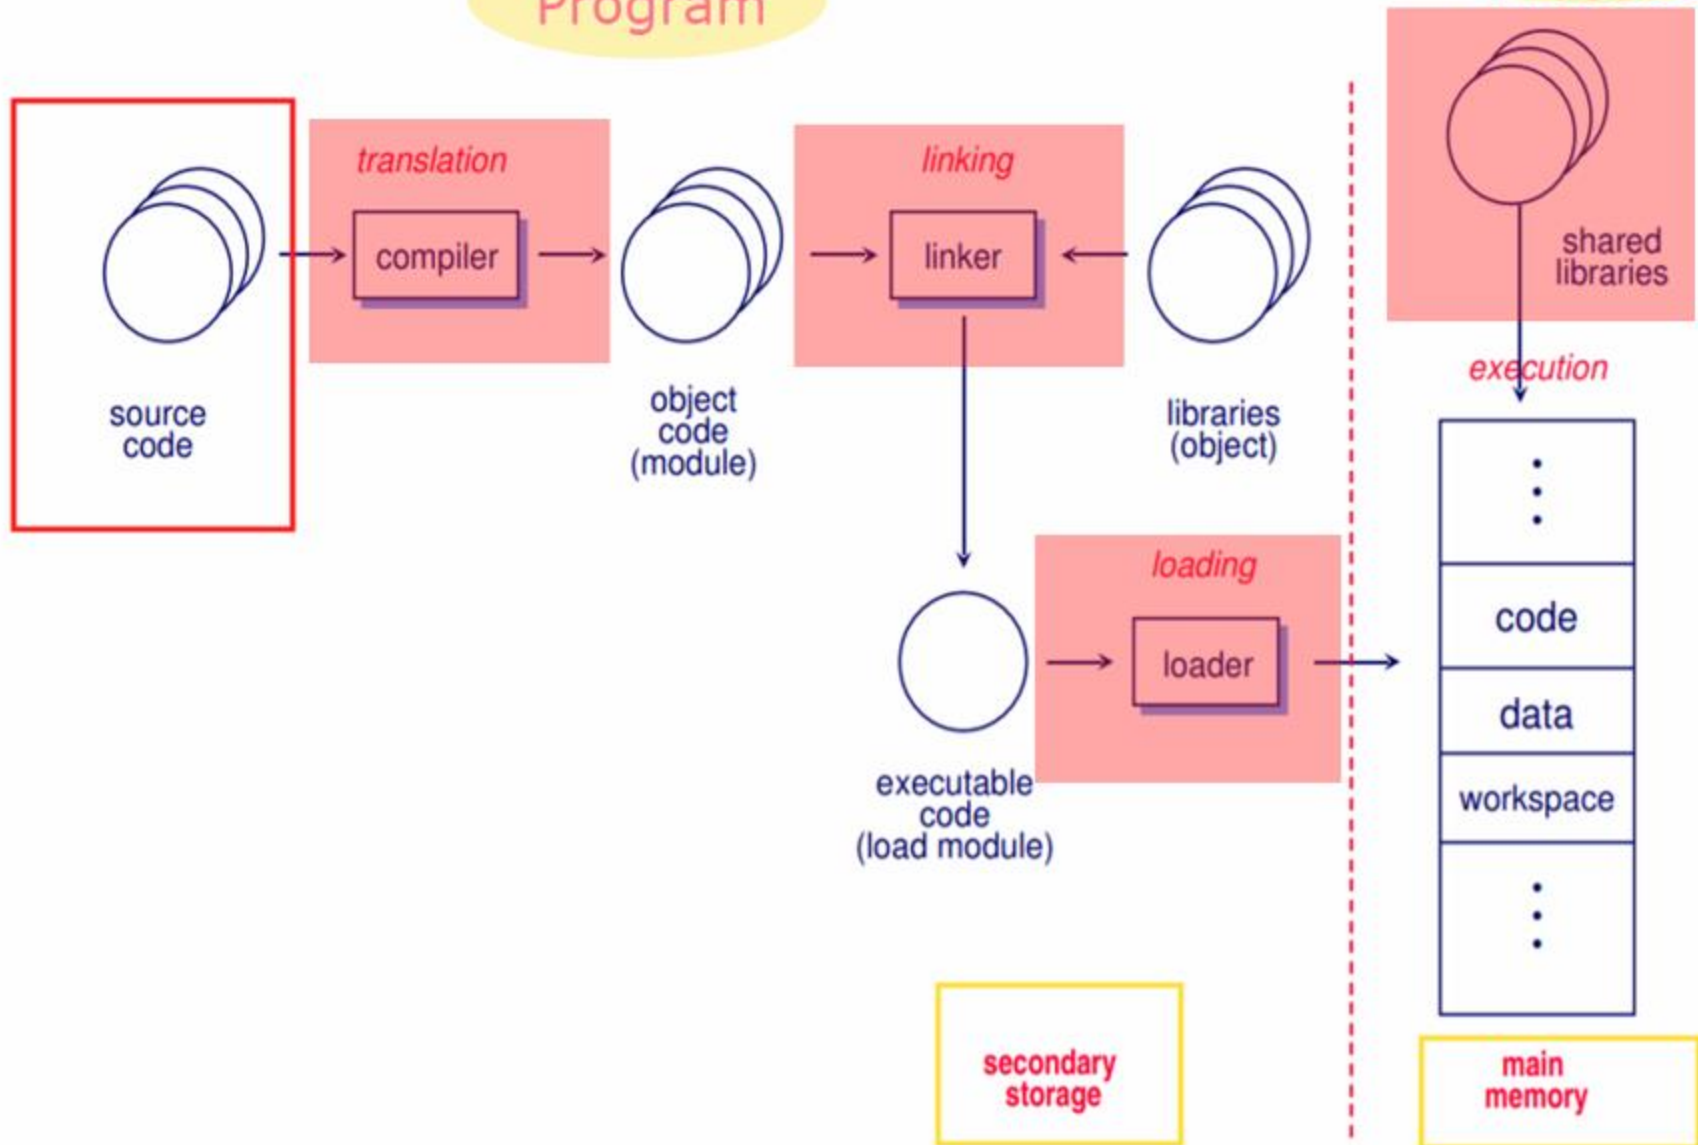 Program
translation
compiler
source
code
object
code
(module)
linking
linker
libraries
(object)
shared
libraries
execution
executable
code
(load module)
loading
loader
code
data
workspace
secondary
storage
main
memory